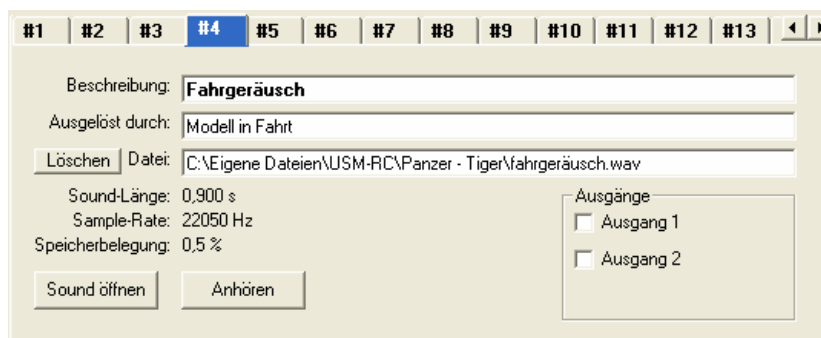 #1 #2 #3 #4 #5 #6 #7 #8 #9 #10 #11 #12 #13
Beschreibung: Fahrgeräusch
Ausgelöst durch: Modell in Fahrt
Löschen Datei: C:\Eigene Dateien\USM-RC\Panzer - Tiger\fahrgeräusch.wav
Sound-Länge: 0,900 s
Ausgänge
Sample-Rate: 22050 Hz
Ausgang 1
Speicherbelegung: 0,5 %
Ausgang 2
Sound öffnen Anhören